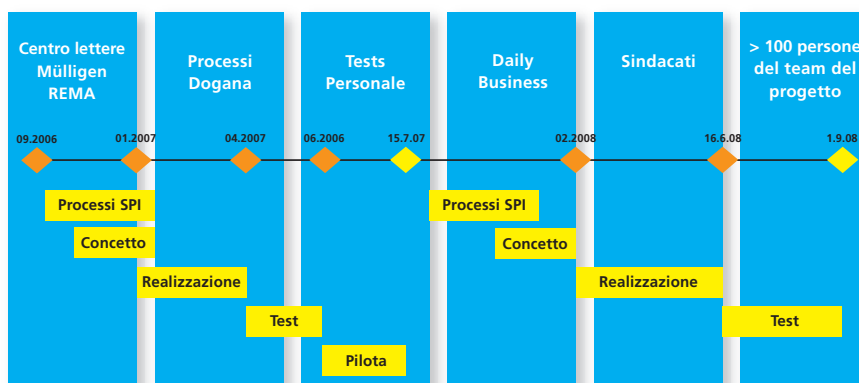 Centro lettere
Mülligen
REMA
Processi
Dogana
Tests
Personale
Daily
Business
Sindacati
> 100 persone
del team del
progetto
09.2006
01.2007
04.2007
06.2006
15.7.07
02.2008
16.6.08
1.9.08
Processi SPI
Processi SPI
Concetto
Concetto
Realizzazione
Realizzazione
Test
Test
Pilota